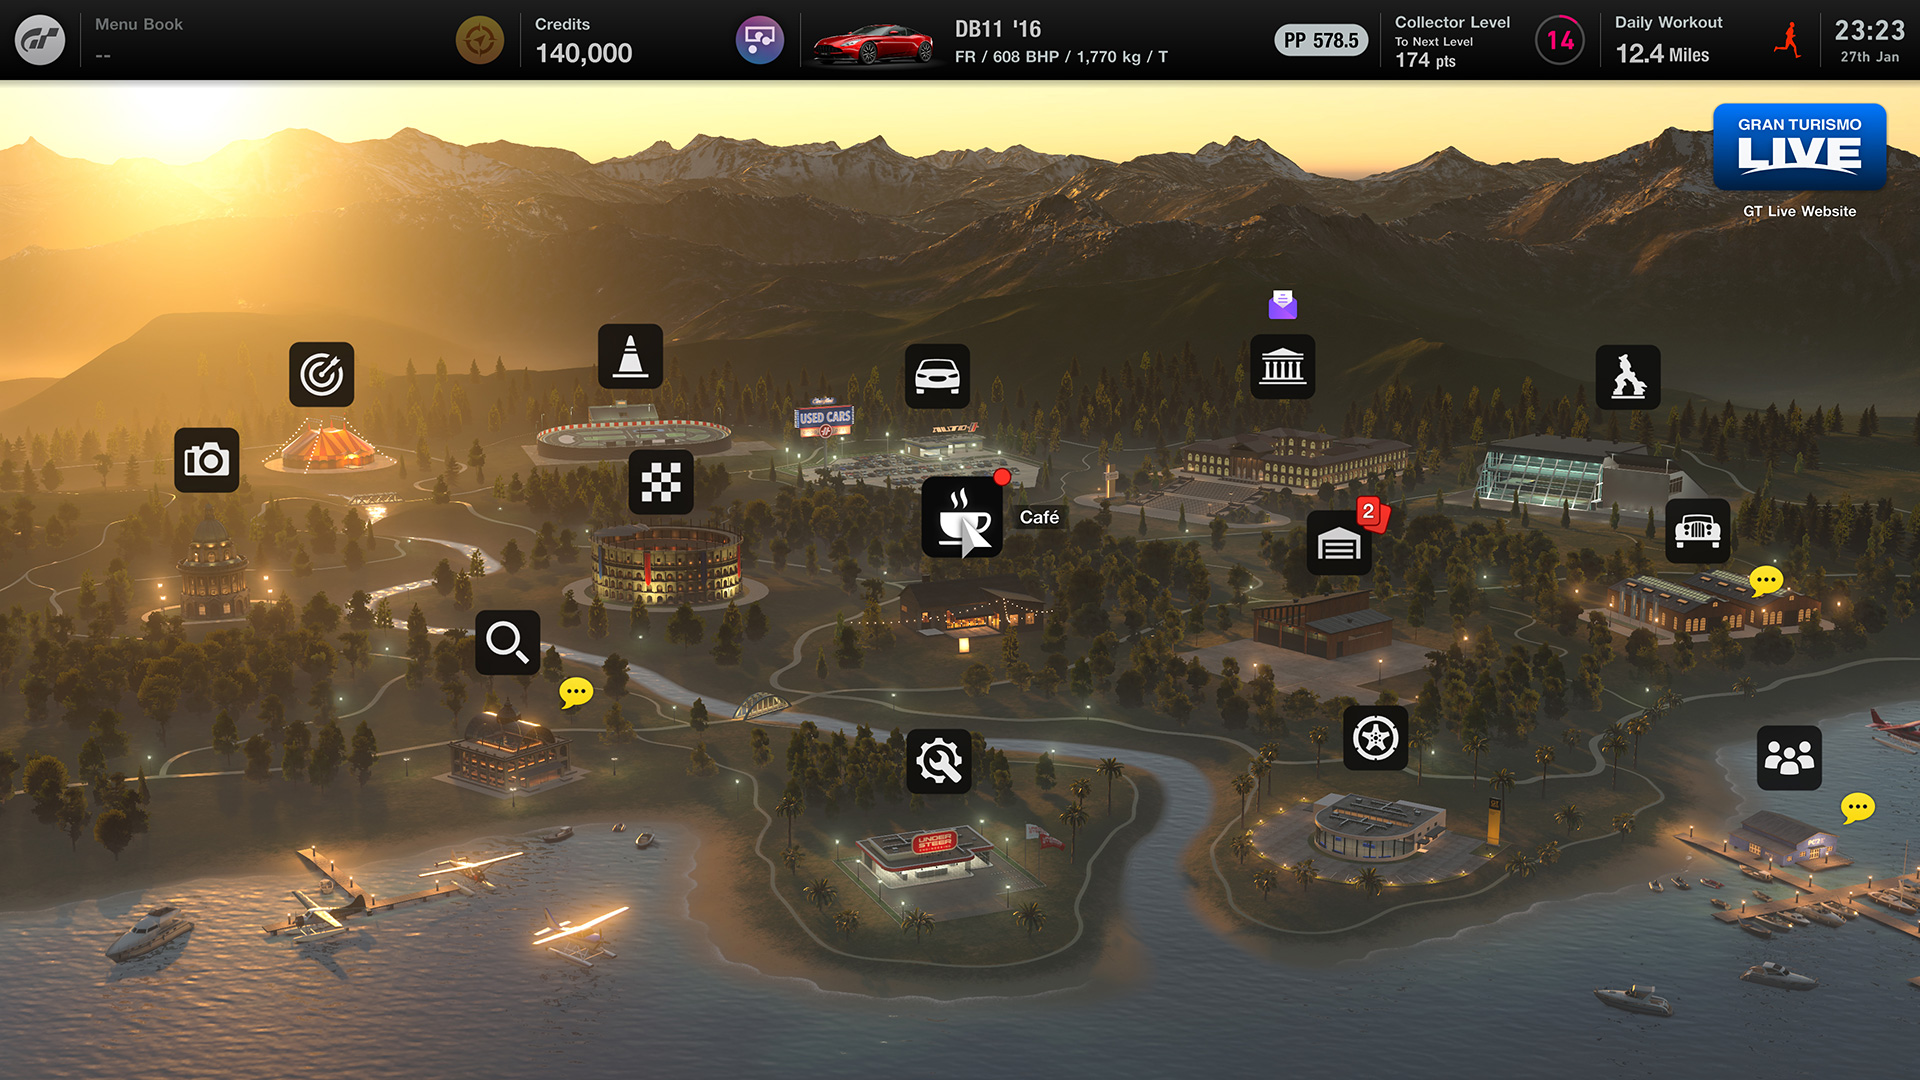 Menu Book
--
Credits
140,000
DB11 '16
FR / 608 BHP / 1,770 kg / T
PP 578.5
Collector Level
To Next Level
174 pts
14
Daily Workout
12.4 Miles
23:23
27th Jan
GRAN TURISMO
LIVE
GT Live Website
USED CARS
Café
2
UNDER
STEER